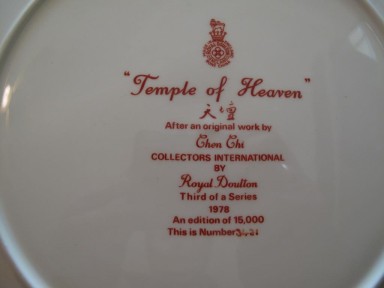 "Temple of Heaven"
天壇
After an original work by
Chen Chi
COLLECTORS INTERNATIONAL
BY
Royal Doulton
Third of a Series
1978
An edition of 15,000
This is Number